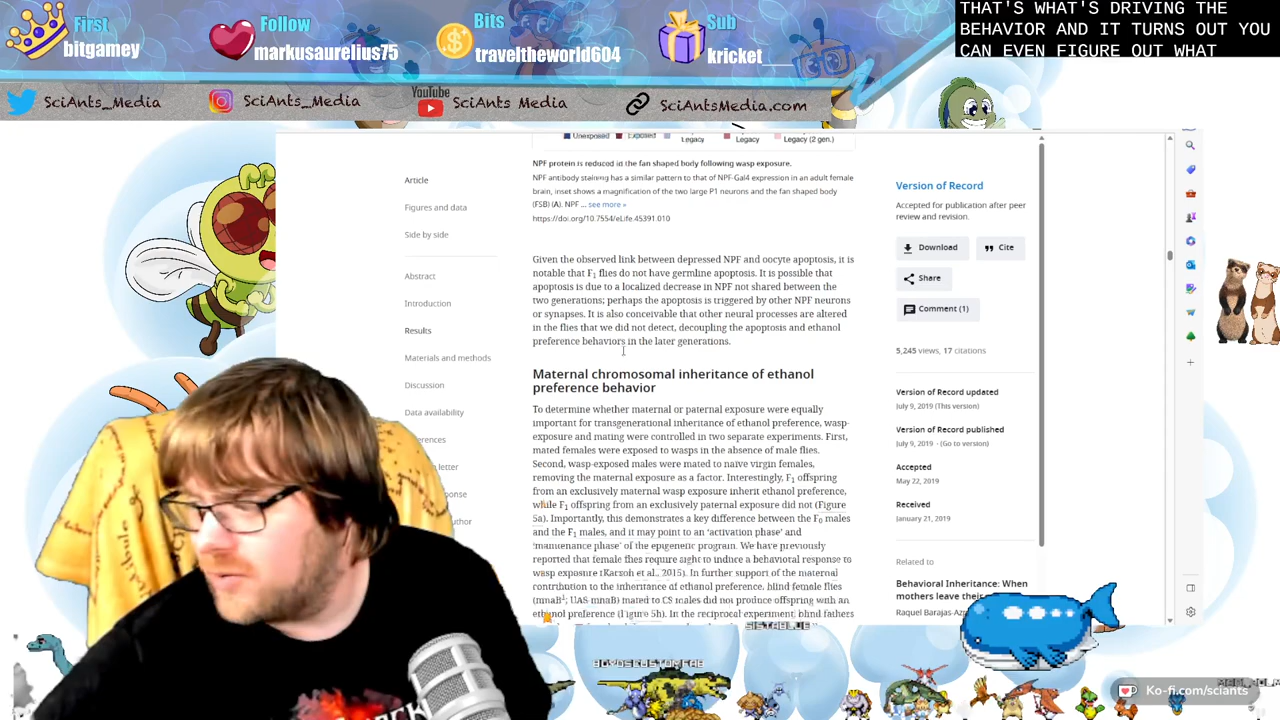 First
bitgamey
Follow
markusaurelius75
Bits
traveltheworld604
Sub
kricket____
THAT'S WHAT'S DRIVING THE
BEHAVIOR AND IT TURNS OUT YOU
CAN EVEN FIGURE OUT WHAT
SciAnts_Media
SciAnts_Media
YouTube
SciAnts Media
SciAntsMedia.com
Article
Figures and data
Side by side
Abstract
Introduction
Results
Materials and methods
Discussion
Data availability
letter
Unexposed
Exposed
Legacy
Legacy
Legacy (2 gen.)
NPF protein is reduced in the fan shaped body following wasp exposure.
NPF antibody staining has a similar pattern to that of NPF-Gal4 expression in an adult female
brain, inset shows a magnification of the two large P1 neurons and the fan shaped body
(FSB) (A). NPF ... see more »
https://doi.org/10.7554/eLife.45391.010
Given the observed link between depressed NPF and oocyte apoptosis, it is
notable that F1 flies do not have germline apoptosis. It is possible that
apoptosis is due to a localized decrease in NPF not shared between the
two generations; perhaps the apoptosis is triggered by other NPF neurons
or synapses. It is also conceivable that other neural processes are altered
in the flies that we did not detect, decoupling the apoptosis and ethanol
preference behaviors in the later generations.
Maternal chromosomal inheritance of ethanol
preference behavior
To determine whether maternal or paternal exposure were equally
important for transgenerational inheritance of ethanol preference, wasp-
exposure and mating were controlled in two separate experiments. First,
mated females were exposed to wasps in the absence of male flies.
Second, wasp-exposed males were mated to naïve virgin females,
removing the maternal exposure as a factor. Interestingly, F1 offspring
from an exclusively maternal wasp exposure inherit ethanol preference,
while F1 offspring from an exclusively paternal exposure did not (Figure
5a). Importantly, this demonstrates a key difference between the F0 males
and the F1 males, and it may point to an 'activation phase' and
'maintenance phase' of the epigenetic program. We have previously
reported that female flies require sight to induce a behavioral response to
wasp exposure (Kacsoh et al., 2015). In further support of the maternal
contribution to the inheritance of ethanol preference, blind female flies
mated to CS males did not produce offspring with an
ethanol preference (Figure 5b). In the reciprocal experiment, blind fathers
Version of Record
Accepted for publication after peer
review and revision.
Download
Cite
Share
Comment (1)
5,245 views, 17 citations
Version of Record updated
July 9, 2019 (This version)
Version of Record published
July 9, 2019 (Go to version)
Accepted
May 22, 2019
Received
January 21, 2019
Related to
Behavioral Inheritance: When
mothers leave their
SISTABLUE
Ko-fi.com/sciants